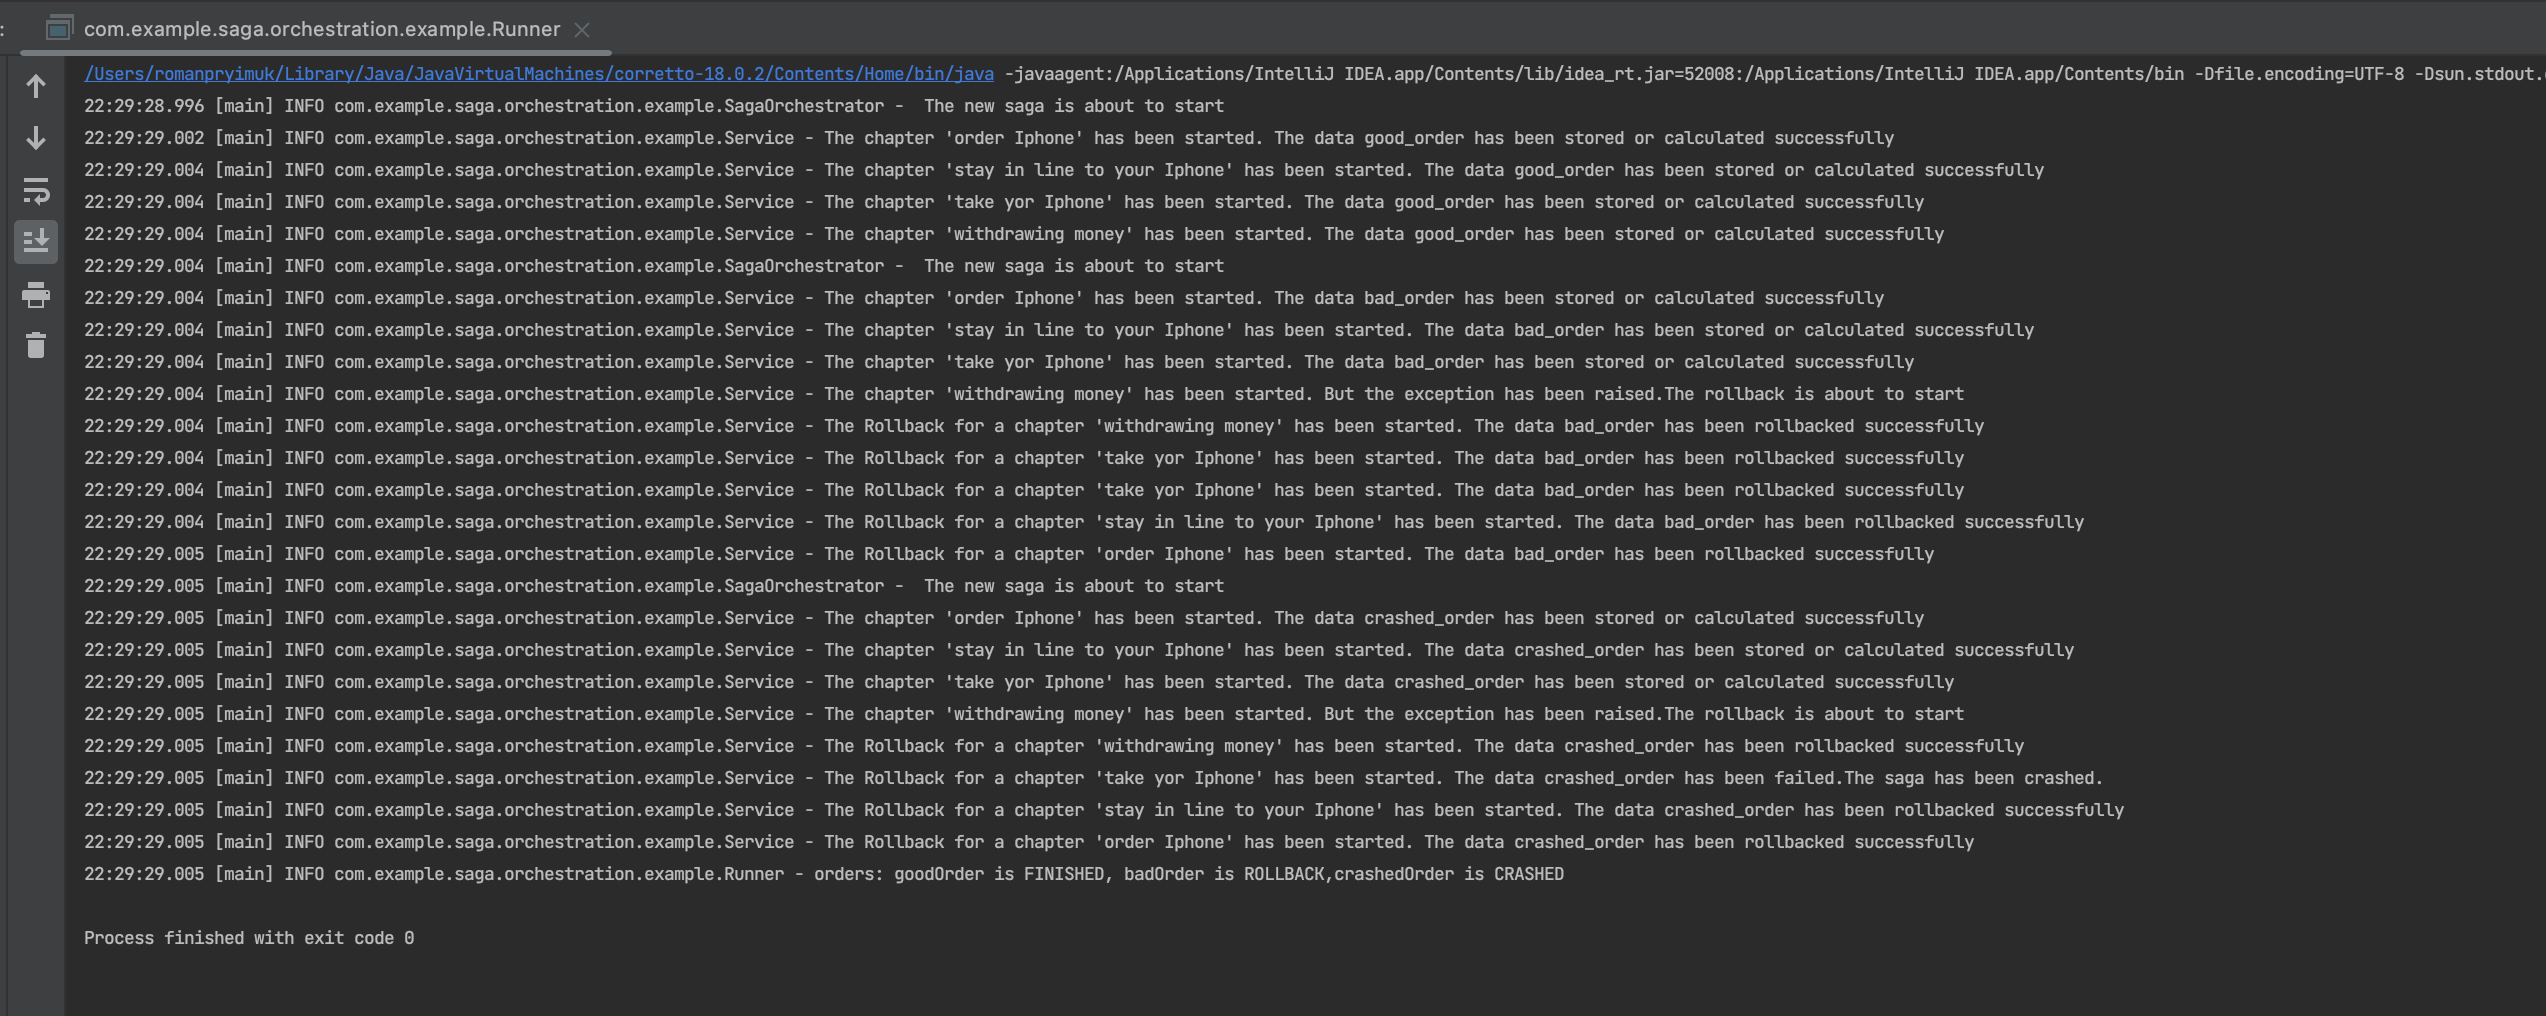 :
com.example.saga.orchestration.example.Runner
/Users/romanpryimuk/Library/Java/JavaVirtualMachines/corretto-18.0.2/Contents/Home/bin/java -javaagent:/Applications/IntelliJ IDEA.app/Contents/lib/idea_rt.jar=52008:/Applications/IntelliJ IDEA.app/Contents/bin -Dfile.encoding=UTF-8 -Dsun.stdout.
22:29:28.996 [main] INFO com.example.saga.orchestration.example.SagaOrchestrator -  The new saga is about to start
22:29:29.002 [main] INFO com.example.saga.orchestration.example.Service - The chapter 'order Iphone' has been started. The data good_order has been stored or calculated successfully
22:29:29.004 [main] INFO com.example.saga.orchestration.example.Service - The chapter 'stay in line to your Iphone' has been started. The data good_order has been stored or calculated successfully
22:29:29.004 [main] INFO com.example.saga.orchestration.example.Service - The chapter 'take yor Iphone' has been started. The data good_order has been stored or calculated successfully
22:29:29.004 [main] INFO com.example.saga.orchestration.example.Service - The chapter 'withdrawing money' has been started. The data good_order has been stored or calculated successfully
22:29:29.004 [main] INFO com.example.saga.orchestration.example.SagaOrchestrator -  The new saga is about to start
22:29:29.004 [main] INFO com.example.saga.orchestration.example.Service - The chapter 'order Iphone' has been started. The data bad_order has been stored or calculated successfully
22:29:29.004 [main] INFO com.example.saga.orchestration.example.Service - The chapter 'stay in line to your Iphone' has been started. The data bad_order has been stored or calculated successfully
22:29:29.004 [main] INFO com.example.saga.orchestration.example.Service - The chapter 'take yor Iphone' has been started. The data bad_order has been stored or calculated successfully
22:29:29.004 [main] INFO com.example.saga.orchestration.example.Service - The chapter 'withdrawing money' has been started. But the exception has been raised.The rollback is about to start
22:29:29.004 [main] INFO com.example.saga.orchestration.example.Service - The Rollback for a chapter 'withdrawing money' has been started. The data bad_order has been rollbacked successfully
22:29:29.004 [main] INFO com.example.saga.orchestration.example.Service - The Rollback for a chapter 'take yor Iphone' has been started. The data bad_order has been rollbacked successfully
22:29:29.004 [main] INFO com.example.saga.orchestration.example.Service - The Rollback for a chapter 'take yor Iphone' has been started. The data bad_order has been rollbacked successfully
22:29:29.004 [main] INFO com.example.saga.orchestration.example.Service - The Rollback for a chapter 'stay in line to your Iphone' has been started. The data bad_order has been rollbacked successfully
22:29:29.005 [main] INFO com.example.saga.orchestration.example.Service - The Rollback for a chapter 'order Iphone' has been started. The data bad_order has been rollbacked successfully
22:29:29.005 [main] INFO com.example.saga.orchestration.example.SagaOrchestrator -  The new saga is about to start
22:29:29.005 [main] INFO com.example.saga.orchestration.example.Service - The chapter 'order Iphone' has been started. The data crashed_order has been stored or calculated successfully
22:29:29.005 [main] INFO com.example.saga.orchestration.example.Service - The chapter 'stay in line to your Iphone' has been started. The data crashed_order has been stored or calculated successfully
22:29:29.005 [main] INFO com.example.saga.orchestration.example.Service - The chapter 'take yor Iphone' has been started. The data crashed_order has been stored or calculated successfully
22:29:29.005 [main] INFO com.example.saga.orchestration.example.Service - The chapter 'withdrawing money' has been started. But the exception has been raised.The rollback is about to start
22:29:29.005 [main] INFO com.example.saga.orchestration.example.Service - The Rollback for a chapter 'withdrawing money' has been started. The data crashed_order has been rollbacked successfully
22:29:29.005 [main] INFO com.example.saga.orchestration.example.Service - The Rollback for a chapter 'take yor Iphone' has been started. The data crashed_order has been failed.The saga has been crashed.
22:29:29.005 [main] INFO com.example.saga.orchestration.example.Service - The Rollback for a chapter 'stay in line to your Iphone' has been started. The data crashed_order has been rollbacked successfully
22:29:29.005 [main] INFO com.example.saga.orchestration.example.Service - The Rollback for a chapter 'order Iphone' has been started. The data crashed_order has been rollbacked successfully
22:29:29.005 [main] INFO com.example.saga.orchestration.example.Runner - orders: goodOrder is FINISHED, badOrder is ROLLBACK,crashedOrder is CRASHED
Process finished with exit code 0